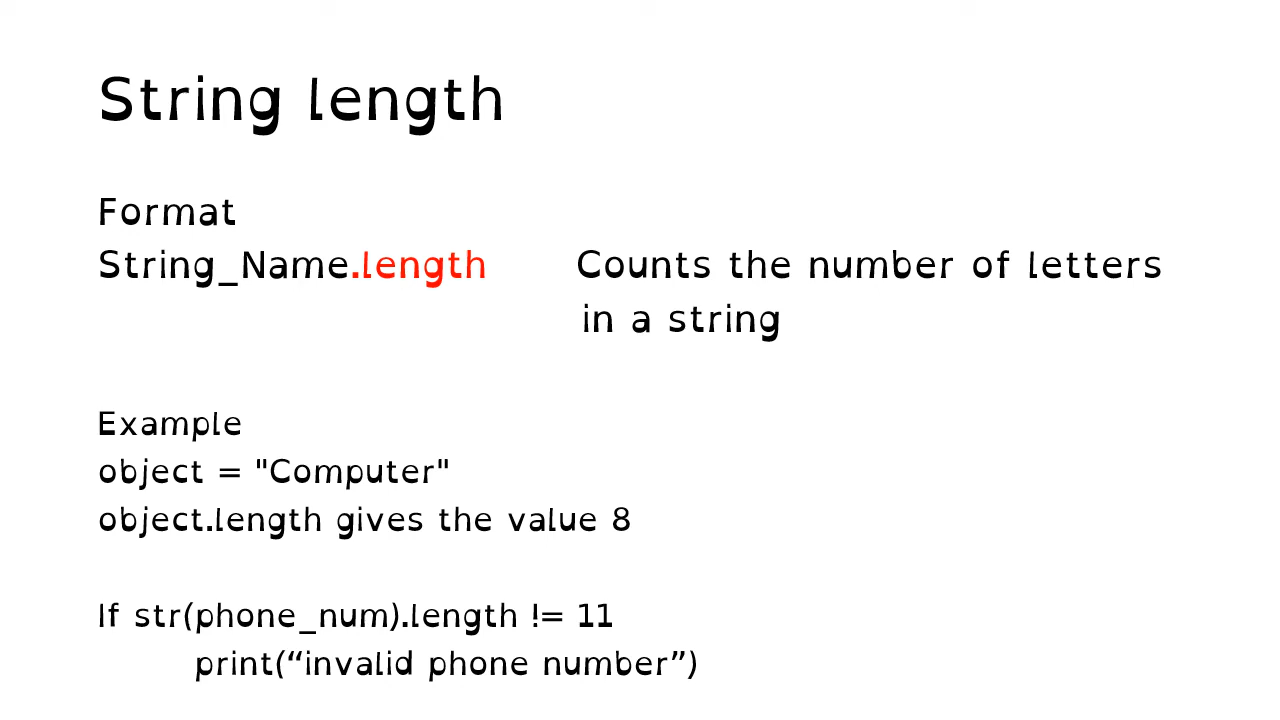 String length
Format
String_Name.length Counts the number of letters
in a string
Example
object = "Computer"
object.length gives the value 8
If str(phone_num).length != 11
print(“invalid phone number”)